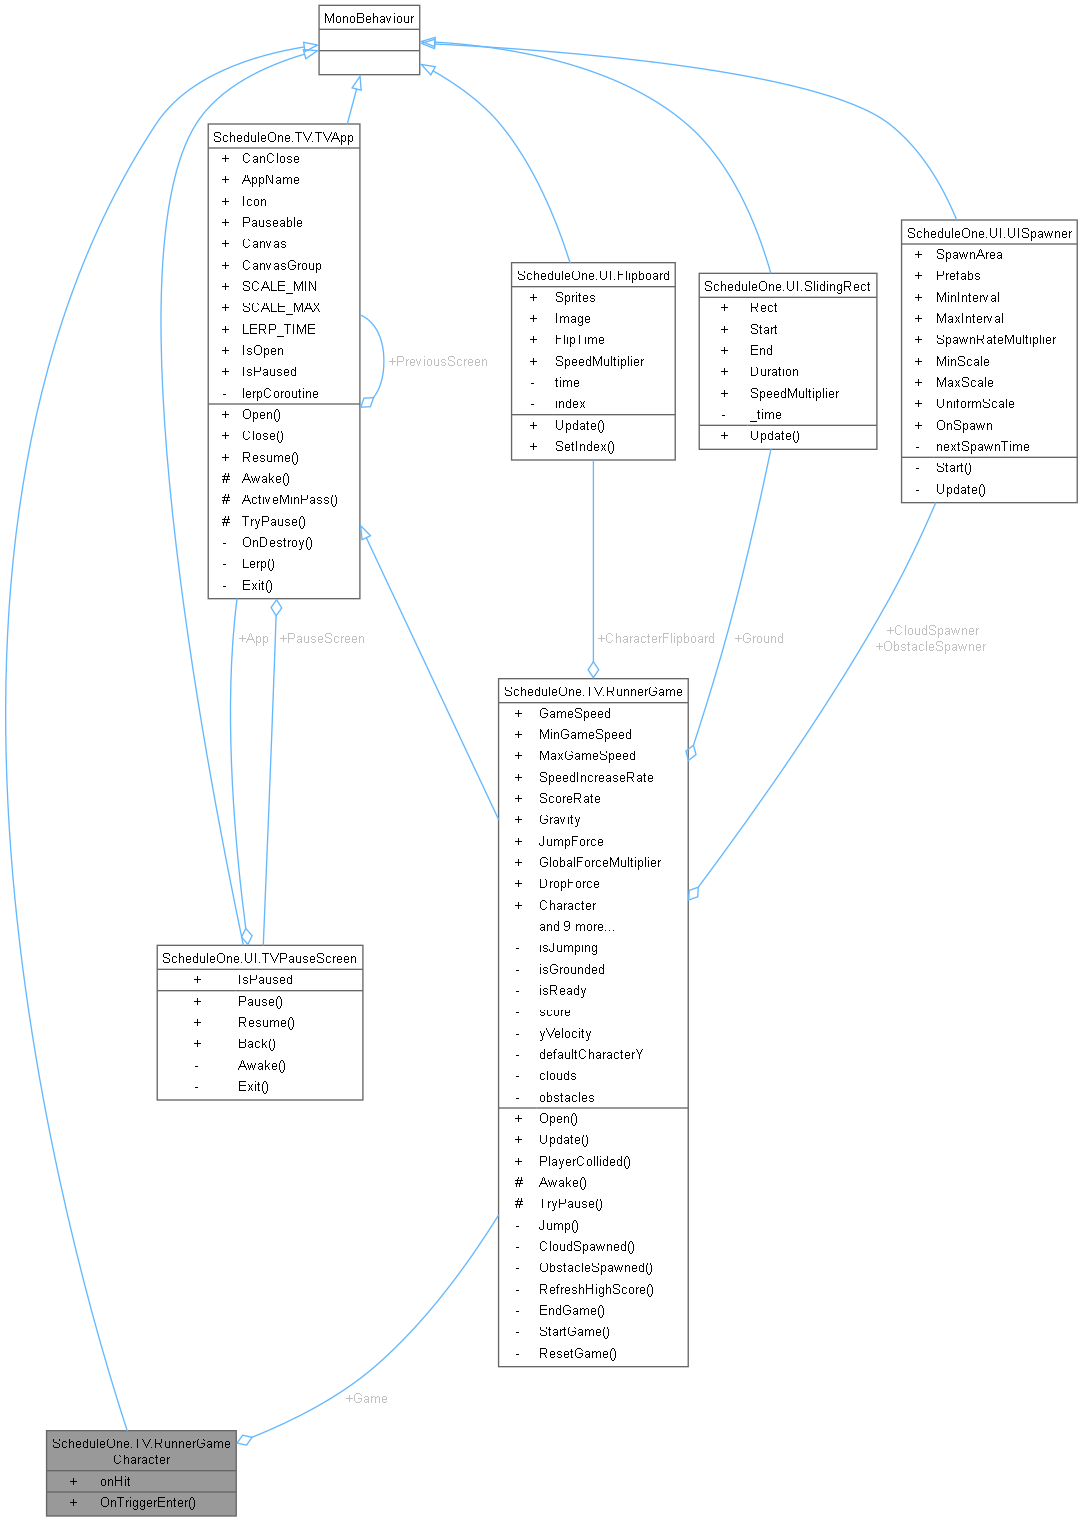 MonoBehaviour
ScheduleOne.TV.TVApp
+ CanClose
+ AppName
+ Icon
+ Pauseable
+ Canvas
+ CanvasGroup
+ SCALE_MIN
+ SCALE_MAX
+ LERP_TIME
+ IsOpen
+ IsPaused
- lerpCoroutine
+ Open()
+ Close()
+ Resume()
# Awake()
# ActiveMinPass()
# TryPause()
- OnDestroy()
- Lerp()
- Exit()
+PreviousScreen
ScheduleOne.UI.Flipboard
+ Sprites
+ Image
+ FlipTime
+ SpeedMultiplier
- time
- index
+ Update()
+ SetIndex()
ScheduleOne.UI.SlidingRect
+ Rect
+ Start
+ End
+ Duration
+ SpeedMultiplier
- _time
+ Update()
ScheduleOne.UI.UISpawner
+ SpawnArea
+ Prefabs
+ MinInterval
+ MaxInterval
+ SpawnRateMultiplier
+ MinScale
+ MaxScale
+ UniformScale
+ OnSpawn
- nextSpawnTime
- Start()
- Update()
+App
+PauseScreen
+CharacterFlipboard
+Ground
+CloudSpawner
+ObstacleSpawner
ScheduleOne.TV.RunnerGame
+ GameSpeed
+ MinGameSpeed
+ MaxGameSpeed
+ SpeedIncreaseRate
+ ScoreRate
+ Gravity
+ JumpForce
+ GlobalForceMultiplier
+ DropForce
+ Character
and 9 more...
- isJumping
- isGrounded
- isReady
- score
- yVelocity
- defaultCharacterY
- clouds
- obstacles
+ Open()
+ Update()
+ PlayerCollided()
# Awake()
# TryPause()
- Jump()
- CloudSpawned()
- ObstacleSpawned()
- RefreshHighScore()
- EndGame()
- StartGame()
- ResetGame()
ScheduleOne.UI.TVPauseScreen
+ IsPaused
+ Pause()
+ Resume()
+ Back()
- Awake()
- Exit()
+Game
ScheduleOne.TV.RunnerGame
Character
+ onHit
+ OnTriggerEnter()